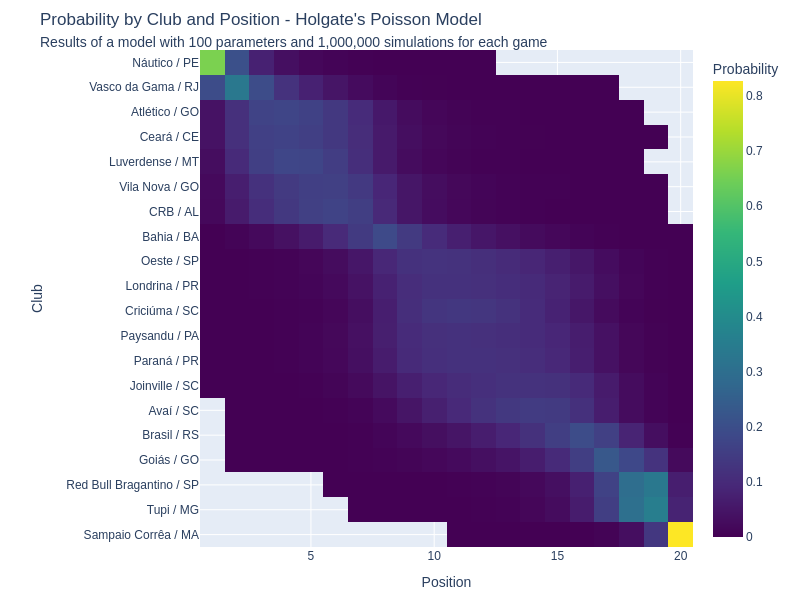 Probability by Club and Position - Holgate's Poisson Model
Results of a model with 100 parameters and 1,000,000 simulations for each game
Probability
Náutico / PE
Vasco da Gama / RJ
Atlético / GO
Ceará / CE
Luverdense / MT
Vila Nova / GO
CRB / AL
Bahia / BA
Oeste / SP
Londrina / PR
Criciúma / SC
Paysandu / PA
Paraná / PR
Joinville / SC
Avaí / SC
Brasil / RS
Goiás / GO
Red Bull Bragantino / SP
Tupi / MG
Sampaio Corrêa / MA
Club
5
10
15
20
Position
0.8
0.7
0.6
0.5
0.4
0.3
0.2
0.1
0